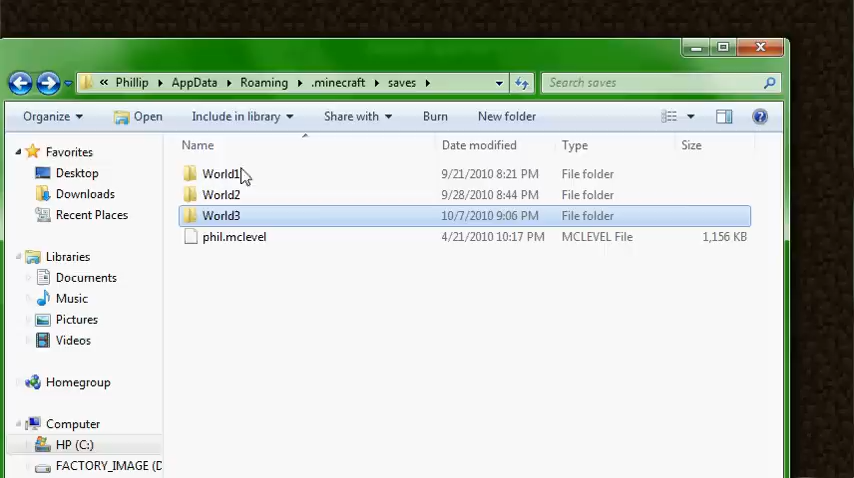 « Phillip ▸ AppData ▸ Roaming ▸ .minecraft ▸ saves ▸ Search saves
Organize Open Include in library Share with Burn New folder
Name Date modified Type Size
Favorites
Desktop
Downloads
Recent Places
Libraries
Documents
Music
Pictures
Videos
Homegroup
Computer
HP (C:)
FACTORY_IMAGE (D
World1 9/21/2010 8:21 PM File folder
World2 9/28/2010 8:44 PM File folder
World3 10/7/2010 9:06 PM File folder
phil.mclevel 4/21/2010 10:17 PM MCLEVEL File 1,156 KB